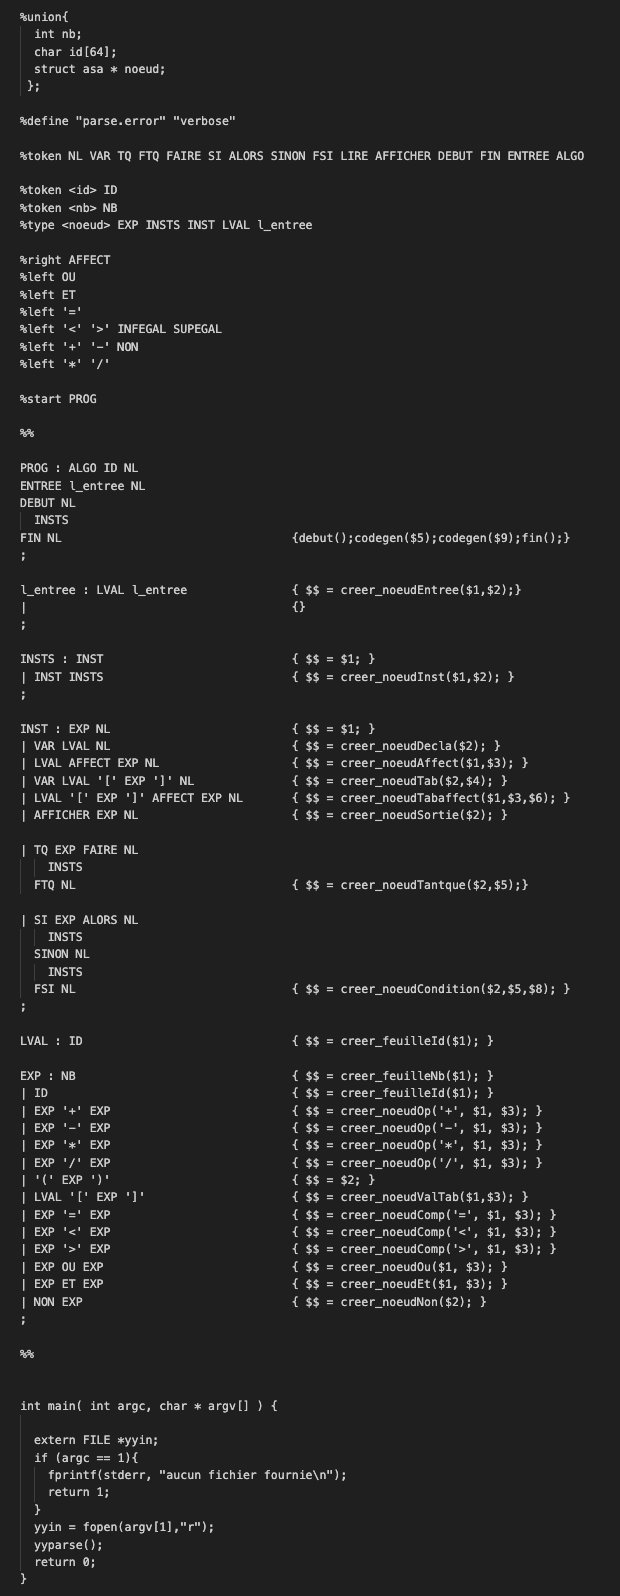 %union{
int nb;
char id[64];
struct asa * noeud;
};
%define "parse.error" "verbose"
%token NL VAR TQ FTQ FAIRE SI ALORS SINON FSI LIRE AFFICHER DEBUT FIN ENTREE ALGO
%token <id> ID
%token <nb> NB
%type <noeud> EXP INSTS INST LVAL l_entree
%right AFFECT
%left OU
%left ET
%left '='
%left '<' '>' INFEGAL SUPEGAL
%left '+' '-' NON
%left '*' '/'
%start PROG
%%
PROG : ALGO ID NL
ENTREE l_entree NL
DEBUT NL
INSTS
FIN NL {debut();codegen($5);codegen($9);fin();}
;
l_entree : LVAL l_entree { $$ = creer_noeudEntree($1,$2);}
| {}
;
INSTS : INST { $$ = $1; }
| INST INSTS { $$ = creer_noeudInst($1,$2); }
;
INST : EXP NL { $$ = $1; }
| VAR LVAL NL { $$ = creer_noeudDecla($2); }
| LVAL AFFECT EXP NL { $$ = creer_noeudAffect($1,$3); }
| VAR LVAL '[' EXP ']' NL { $$ = creer_noeudTab($2,$4); }
| LVAL '[' EXP ']' AFFECT EXP NL { $$ = creer_noeudTabaffect($1,$3,$6); }
| AFFICHER EXP NL { $$ = creer_noeudSortie($2); }
| TQ EXP FAIRE NL
INSTS
FTQ NL { $$ = creer_noeudTantque($2,$5);}
| SI EXP ALORS NL
INSTS
SINON NL
INSTS
FSI NL { $$ = creer_noeudCondition($2,$5,$8); }
;
LVAL : ID { $$ = creer_feuilleId($1); }
EXP : NB { $$ = creer_feuilleNb($1); }
| ID { $$ = creer_feuilleId($1); }
| EXP '+' EXP { $$ = creer_noeudOp('+', $1, $3); }
| EXP '-' EXP { $$ = creer_noeudOp('-', $1, $3); }
| EXP '*' EXP { $$ = creer_noeudOp('*', $1, $3); }
| EXP '/' EXP { $$ = creer_noeudOp('/', $1, $3); }
| '(' EXP ')' { $$ = $2; }
| LVAL '[' EXP ']' { $$ = creer_noeudValTab($1,$3); }
| EXP '=' EXP { $$ = creer_noeudComp('=', $1, $3); }
| EXP '<' EXP { $$ = creer_noeudComp('<', $1, $3); }
| EXP '>' EXP { $$ = creer_noeudComp('>', $1, $3); }
| EXP OU EXP { $$ = creer_noeudOu($1, $3); }
| EXP ET EXP { $$ = creer_noeudEt($1, $3); }
| NON EXP { $$ = creer_noeudNon($2); }
;
%%
int main( int argc, char * argv[] ) {
extern FILE *yyin;
if (argc == 1){
fprintf(stderr, "aucun fichier fournie\n");
return 1;
}
yyin = fopen(argv[1],"r");
yyparse();
return 0;
}